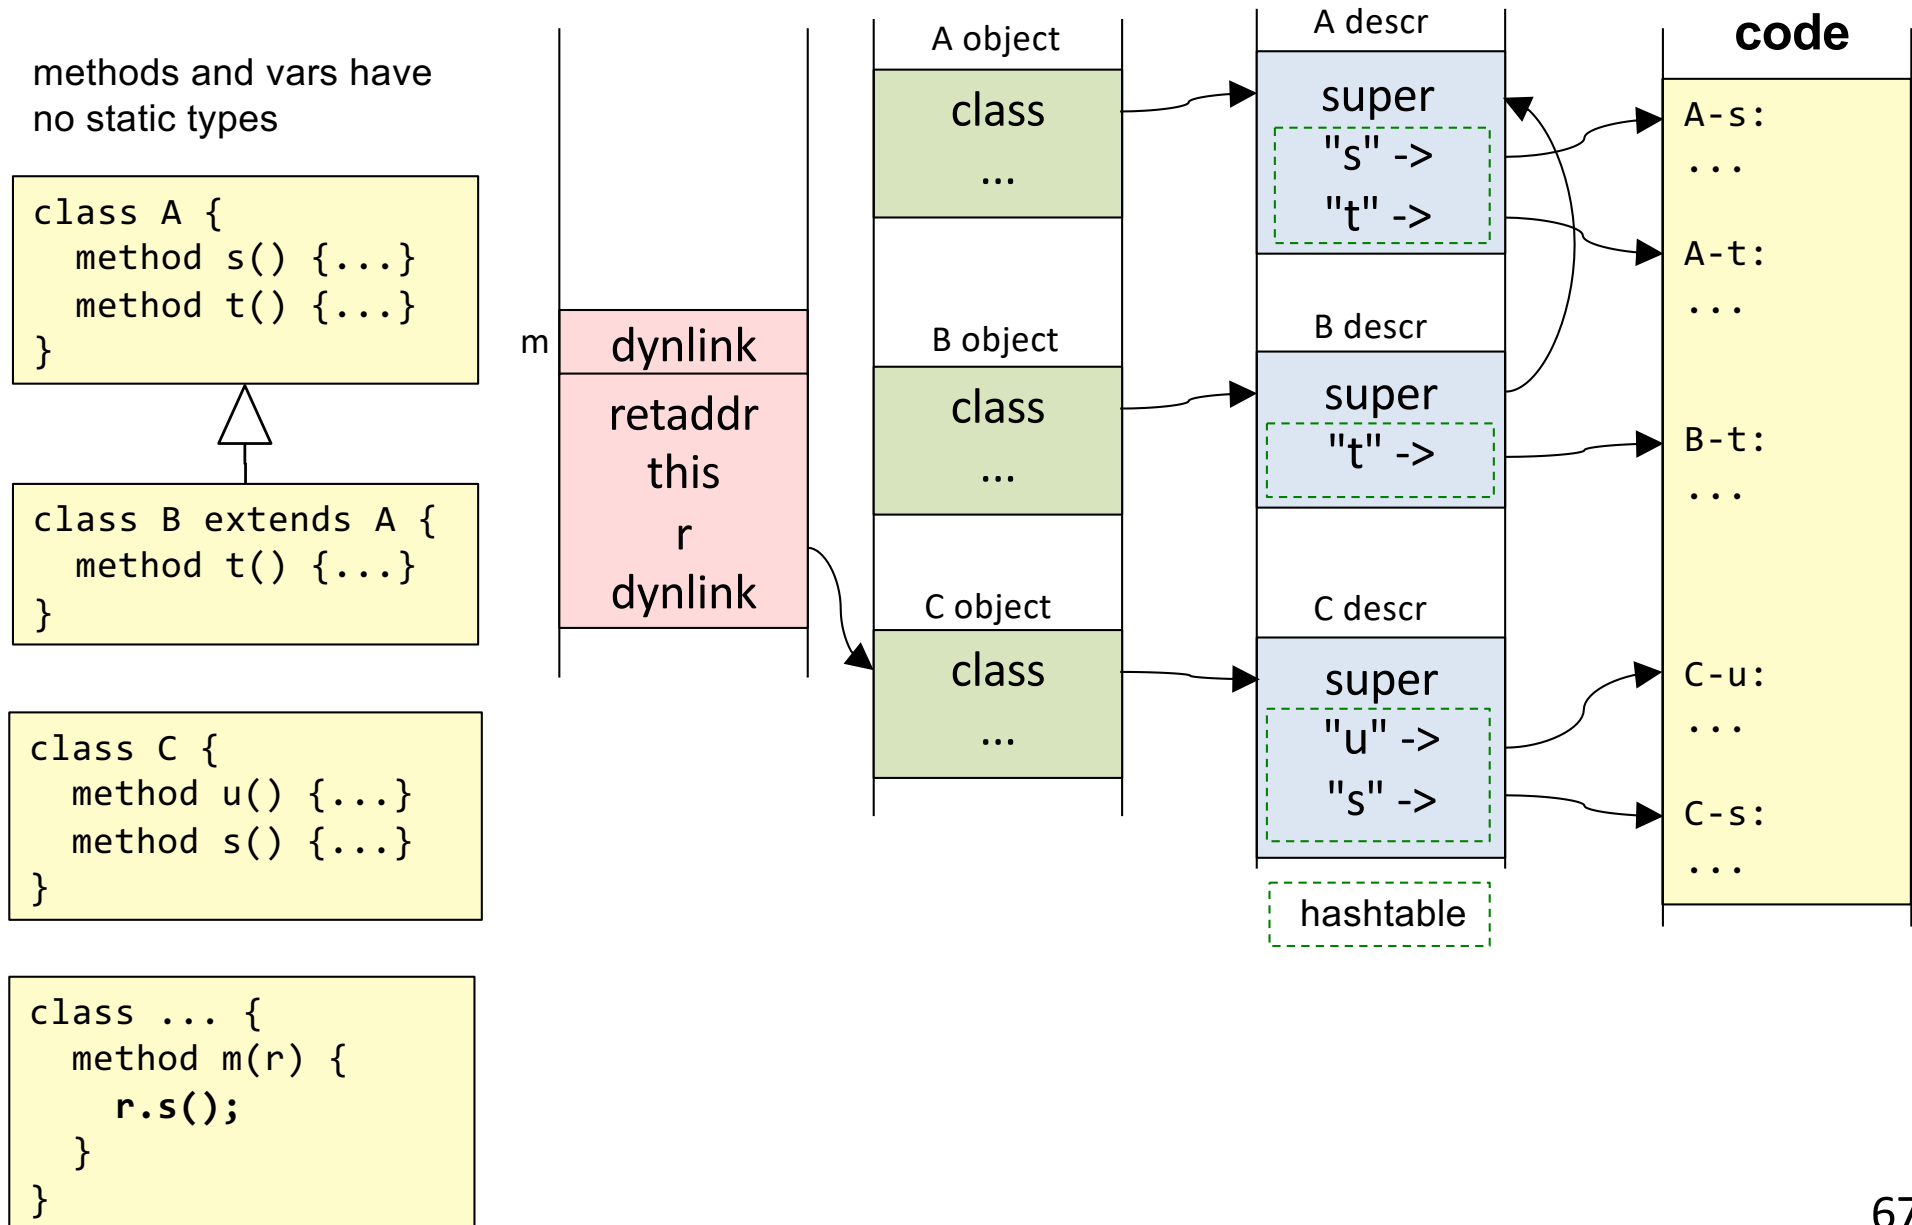 methods and vars have
no static types
class A {
  method s() {...}
  method t() {...}
}
class B extends A {
  method t() {...}
}
class C {
  method u() {...}
  method s() {...}
}
class ... {
  method m(r) {
    r.s();
  }
}
m
dynlink
retaddr
this
r
dynlink
A object
class
...
B object
class
...
C object
class
...
A descr
super
"s" ->
"t" ->
B descr
super
"t" ->
C descr
super
"u" ->
"s" ->
hashtable
code
A-s:
...
A-t:
...
B-t:
...
C-u:
...
C-s:
...
67